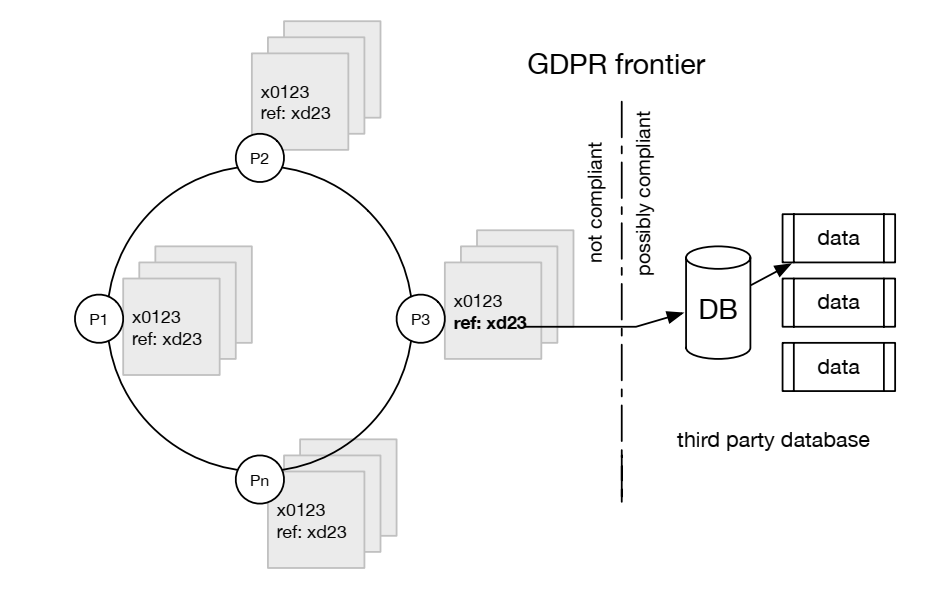 GDPR frontier
x0123
ref: xd23
P2
not compliant
possibly compliant
data
P1
x0123
ref: xd23
P3
x0123
ref: xd23
DB
data
data
third party database
Pn
x0123
ref: xd23